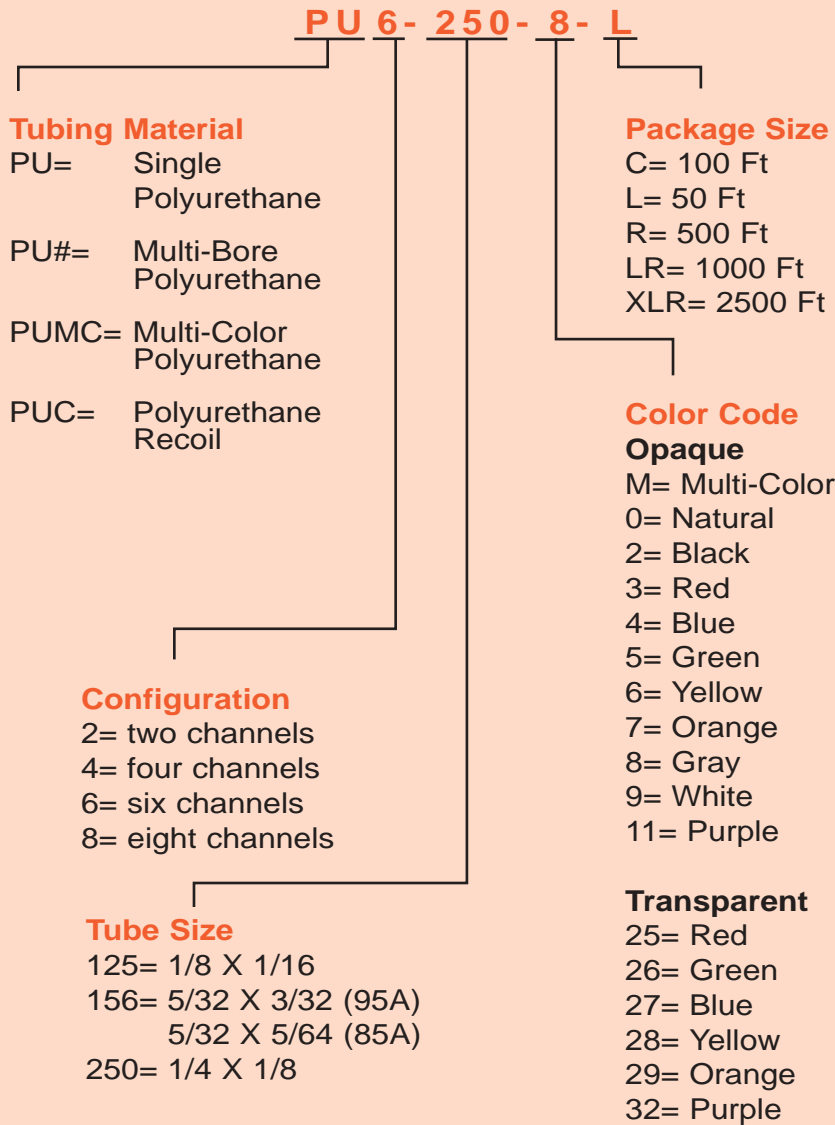 PU 6- 250- 8- L
Tubing Material
PU= Single
Polyurethane
PU#= Multi-Bore
Polyurethane
PUMC= Multi-Color
Polyurethane
PUC= Polyurethane
Recoil
Configuration
2= two channels
4= four channels
6= six channels
8= eight channels
Tube Size
125= 1/8 X 1/16
156= 5/32 X 3/32 (95A)
5/32 X 5/64 (85A)
250= 1/4 X 1/8
Package Size
C= 100 Ft
L= 50 Ft
R= 500 Ft
LR= 1000 Ft
XLR= 2500 Ft
Color Code
Opaque
M= Multi-Color
0= Natural
2= Black
3= Red
4= Blue
5= Green
6= Yellow
7= Orange
8= Gray
9= White
11= Purple
Transparent
25= Red
26= Green
27= Blue
28= Yellow
29= Orange
32= Purple